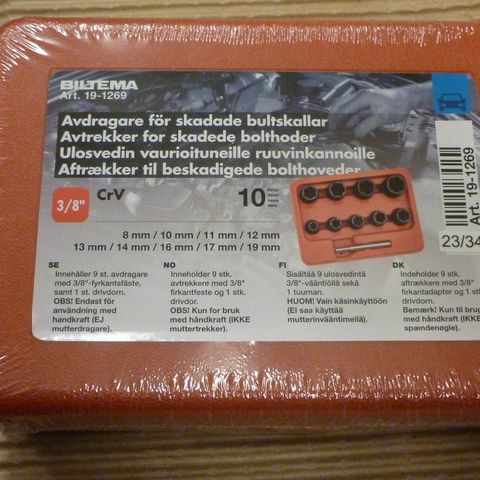 BILTEMA
Art. 19-1269
Avdragare för skadade bultskallar
Avtrekker for skadede bolthoder
Ulosvedin vaurioituneille ruuvinkannoille
Aftrækker til beskadigede bolthoveder
3/8"
CrV
10
delar
deler
osaa
dele
8 mm / 10 mm / 11 mm / 12 mm
13 mm / 14 mm / 16 mm / 17 mm / 19 mm
SE
Innehåller 9 st. avdragare
med 3/8"-fyrkantsfäste,
samt 1 st. drivdorn.
OBS! Endast för
användning med
handkraft (EJ
mutterdragare).
NO
Inneholder 9 stk.
avtrekkere med 3/8"
firkantfeste og 1 stk.
drivdor.
OBS! Kun for bruk
med håndkraft (IKKE
muttertrekker).
FI
Sisältää 9 ulosvedintä
3/8"-vääntiöllä sekä
1 tuurnan.
HUOM! Vain käsinkäyttöön
(EI saa käyttää
mutterinvääntimellä).
DK
Indeholder 9 stk.
aftrækkere med 3/8"
firkantadapter og 1 stk.
drivdorn.
Bemærk! Kun til brug
med håndkraft (IKKE
spændenøgle).
Art. 19-1269
23/34